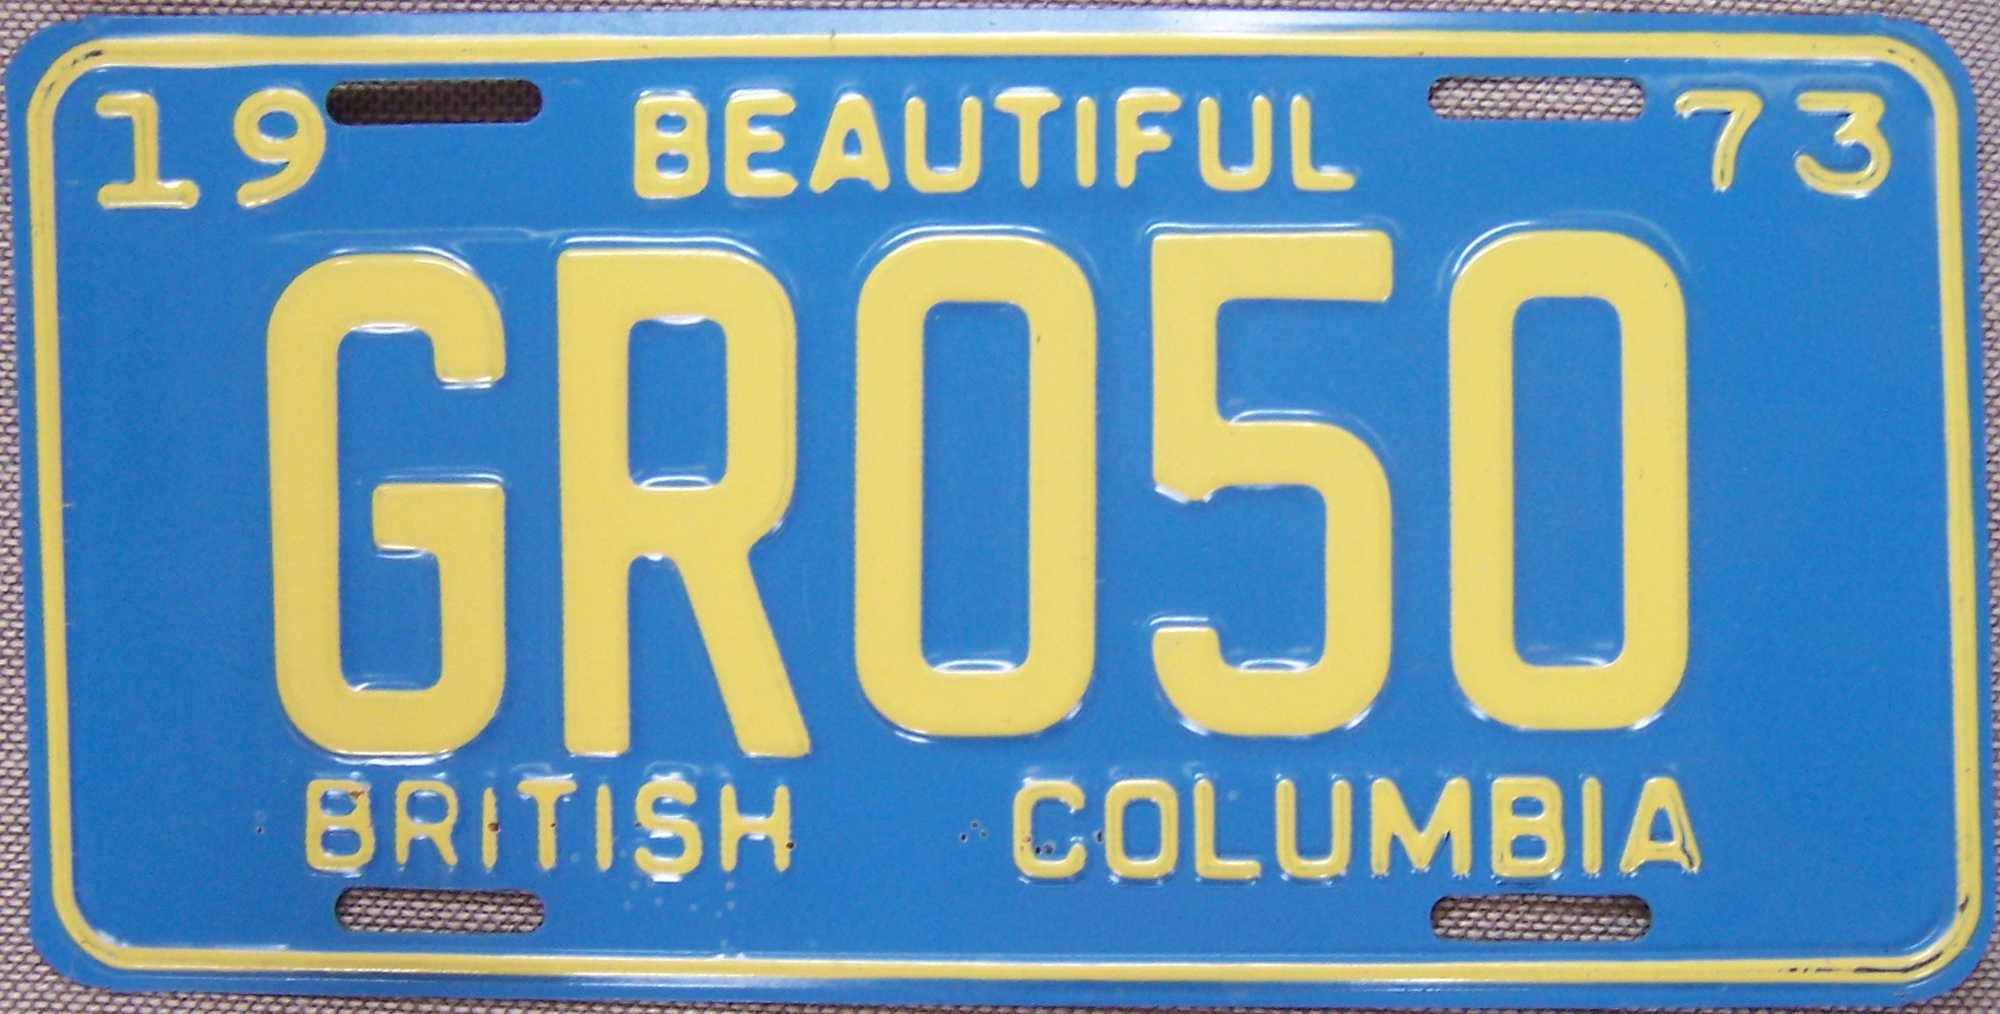 19 BEAUTIFUL 73
GR050
BRITISH COLUMBIA